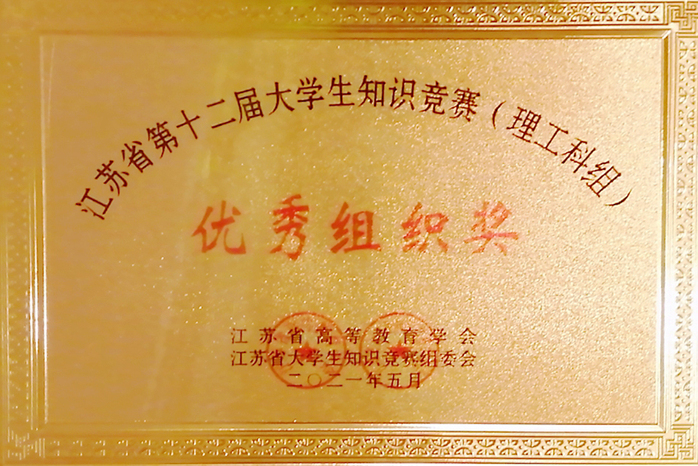 江苏省第十二届大学生知识竞赛（理工科组）
优秀组织奖
江苏省高等教育学会
江苏省大学生知识竞赛组委会
二〇二一年五月